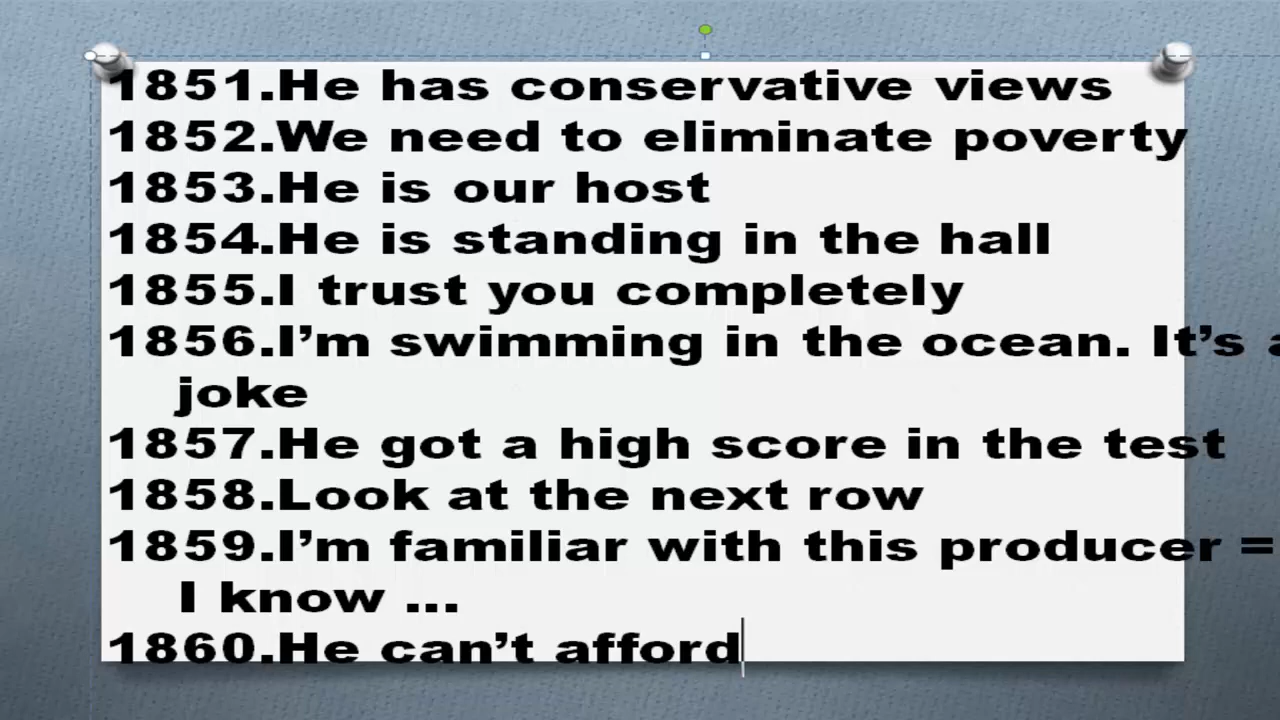 1851.He has conservative views
1852.We need to eliminate poverty
1853.He is our host
1854.He is standing in the hall
1855.I trust you completely
1856.I’m swimming in the ocean. It’s a
joke
1857.He got a high score in the test
1858.Look at the next row
1859.I’m familiar with this producer =
I know ...
1860.He can’t afford